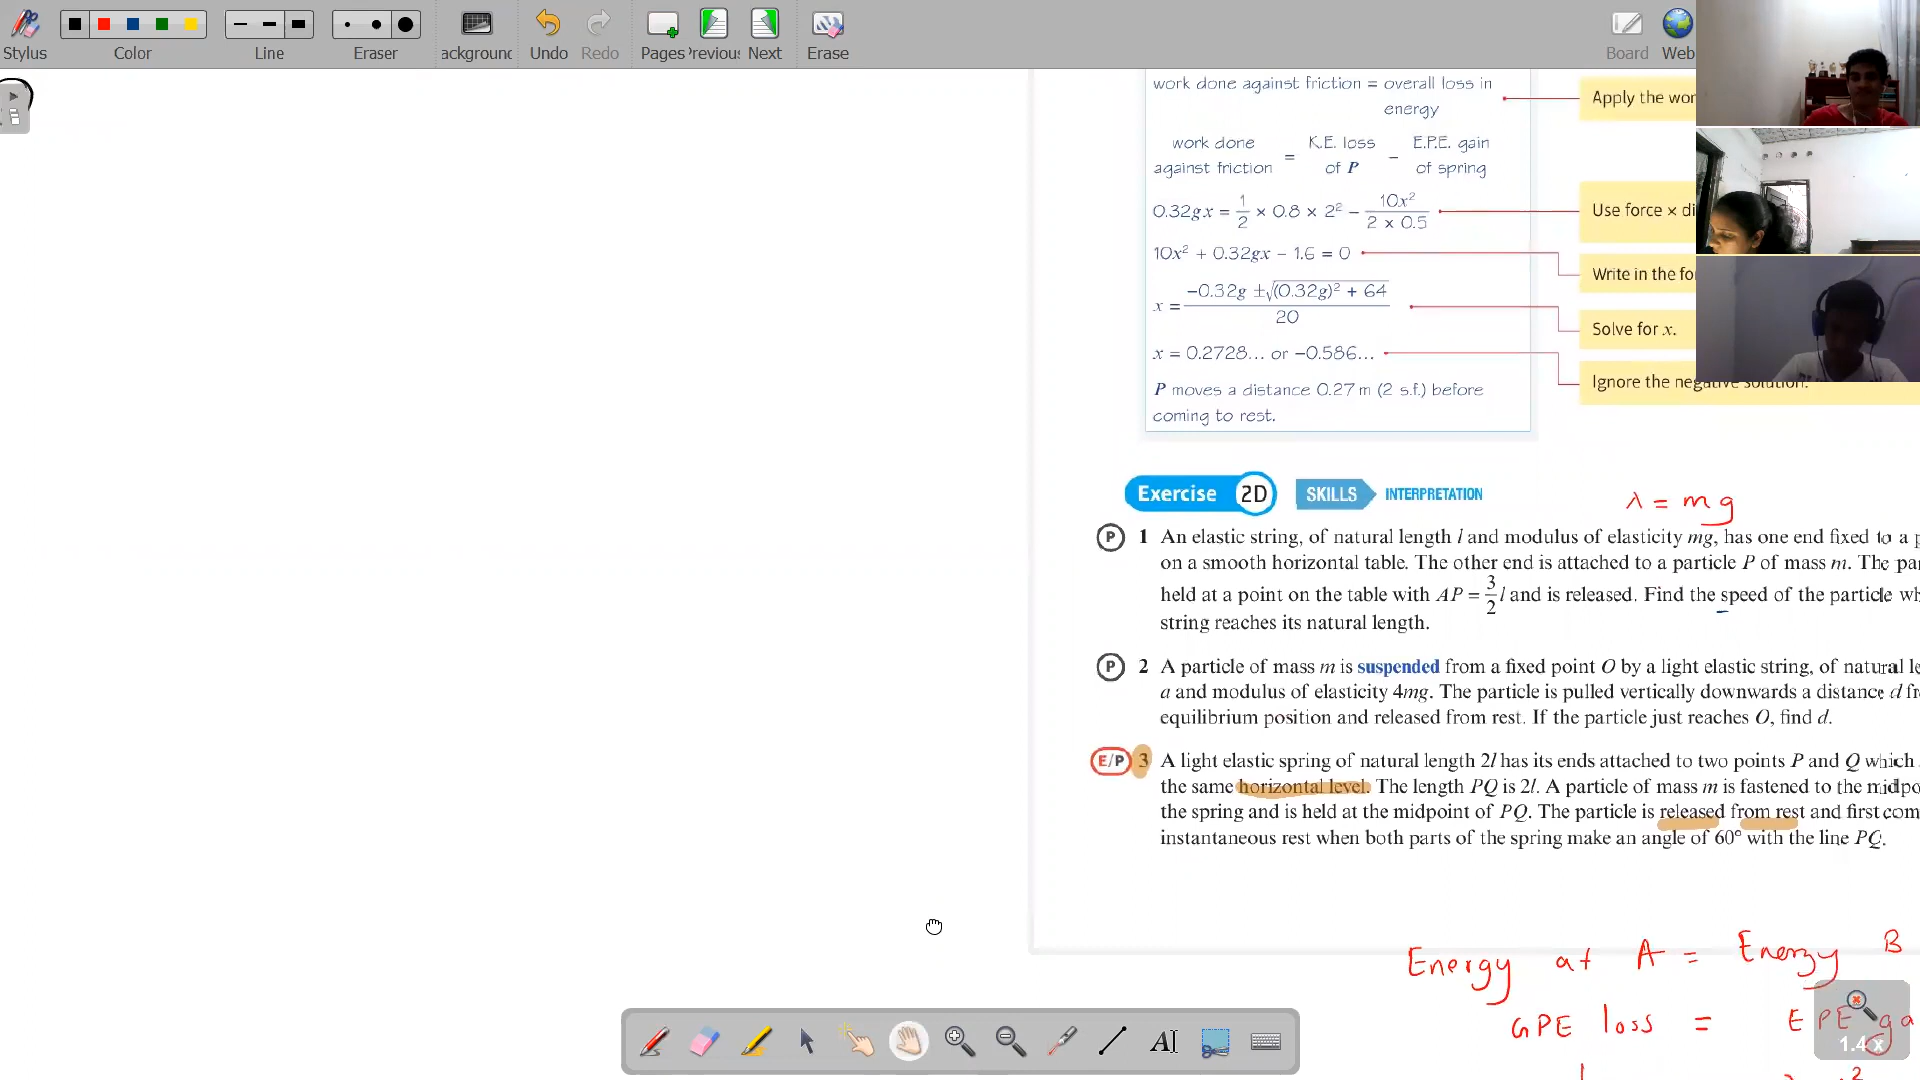 Stylus Color Line Eraser ackground Undo Redo Pages Previous Next Erase Board Web
work done against friction = overall loss in
energy
Apply the wor
work done against friction = K.E. loss of P − E.P.E. gain of spring
0.32gx = 1/2 × 0.8 × 2² − 10x²/(2 × 0.5)
Use force × di
10x² + 0.32gx − 1.6 = 0
Write in the fo
x = (−0.32g ±√((0.32g)² + 64))/20
Solve for x.
x = 0.2728... or −0.586...
Ignore the negative solution.
P moves a distance 0.27 m (2 s.f.) before
coming to rest.
Exercise 2D SKILLS INTERPRETATION
λ = mg
P 1 An elastic string, of natural length l and modulus of elasticity mg, has one end fixed to a p
on a smooth horizontal table. The other end is attached to a particle P of mass m. The pa
held at a point on the table with AP = 3/2 l and is released. Find the speed of the particle wh
string reaches its natural length.
P 2 A particle of mass m is suspended from a fixed point O by a light elastic string, of natural le
a and modulus of elasticity 4mg. The particle is pulled vertically downwards a distance d fr
equilibrium position and released from rest. If the particle just reaches O, find d.
E/P 3 A light elastic spring of natural length 2l has its ends attached to two points P and Q which
the same horizontal level. The length PQ is 2l. A particle of mass m is fastened to the midpo
the spring and is held at the midpoint of PQ. The particle is released from rest and first com
instantaneous rest when both parts of the spring make an angle of 60° with the line PQ.
Energy at A = Energy B
GPE loss = EPE ga
1.4 x